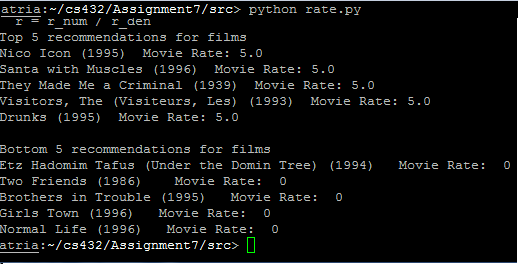 atria:~/cs432/Assignment7/src> python rate.py
r = r_num / r_den
Top 5 recommendations for films
Nico Icon (1995)  Movie Rate: 5.0
Santa with Muscles (1996)  Movie Rate: 5.0
They Made Me a Criminal (1939)  Movie Rate: 5.0
Visitors, The (Visiteurs, Les) (1993)  Movie Rate: 5.0
Drunks (1995)  Movie Rate: 5.0
Bottom 5 recommendations for films
Etz Hadomim Tafus (Under the Domin Tree) (1994)   Movie Rate:  0
Two Friends (1986)    Movie Rate:  0
Brothers in Trouble (1995)   Movie Rate:  0
Girls Town (1996)   Movie Rate:  0
Normal Life (1996)   Movie Rate:  0
atria:~/cs432/Assignment7/src>